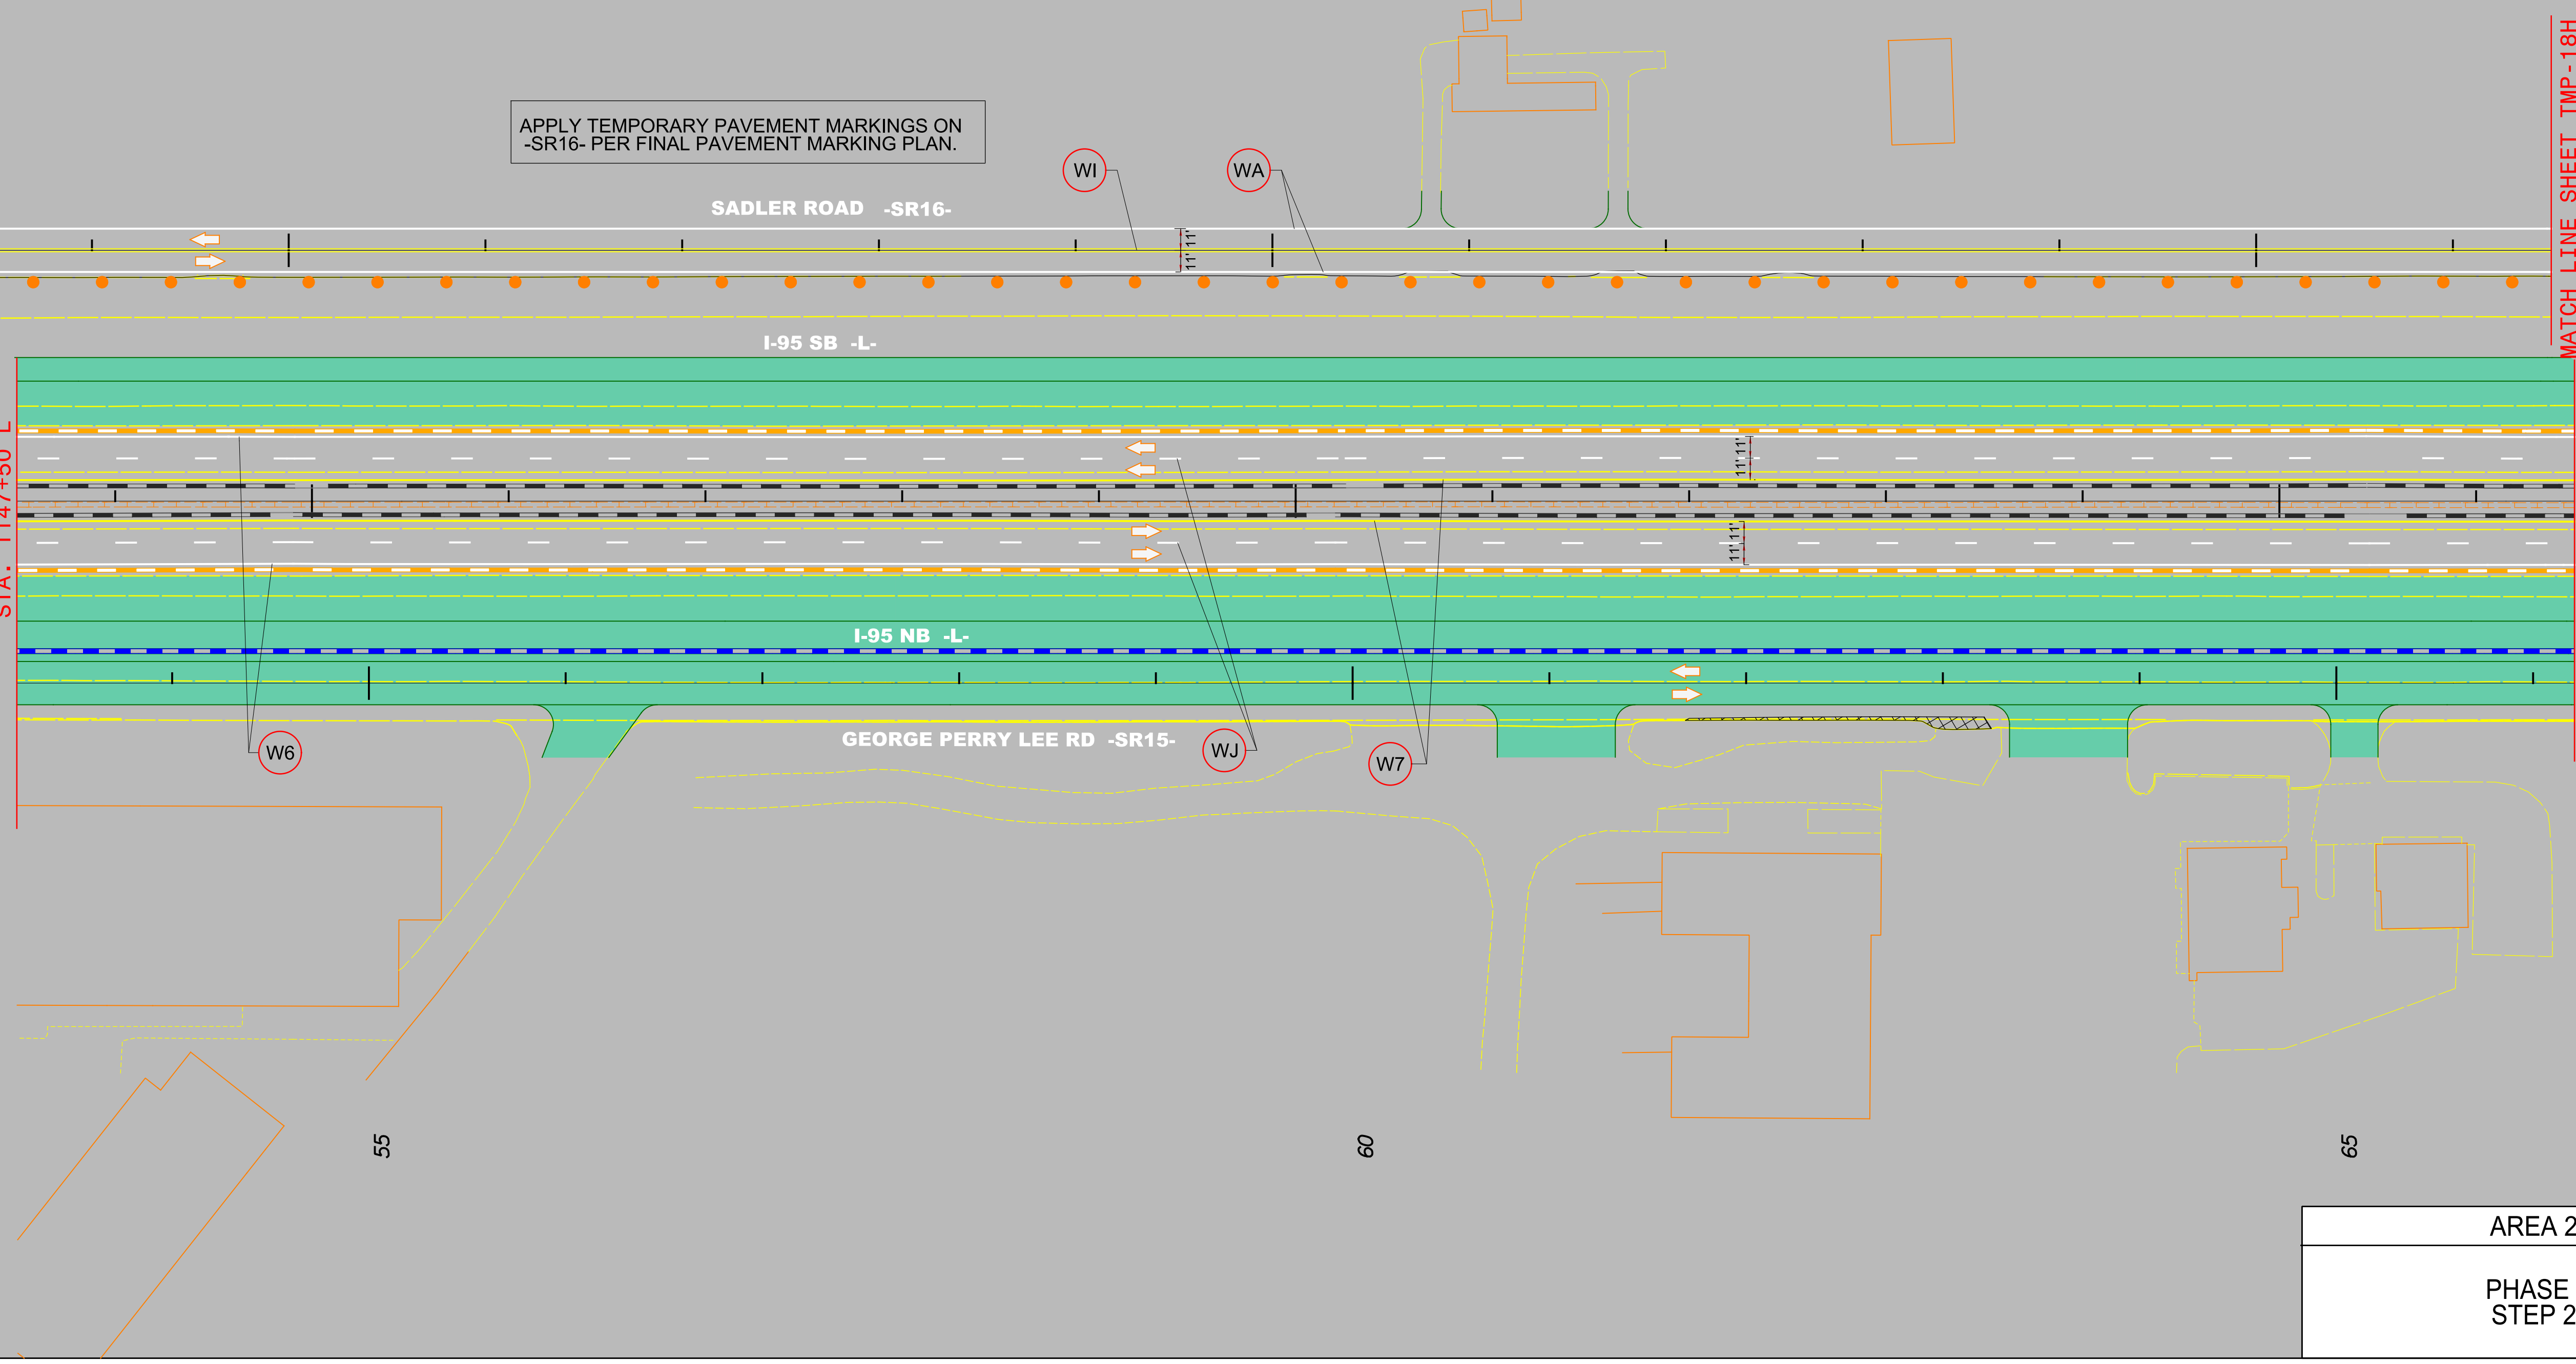 APPLY TEMPORARY PAVEMENT MARKINGS ON
-SR16- PER FINAL PAVEMENT MARKING PLAN.
WI
WA
SADLER ROAD -SR16-
11' 11'
MATCH LINE SHEET TMP-18H
I-95 SB -L-
11' 11'
11' 11'
I-95 NB -L-
GEORGE PERRY LEE RD -SR15-
W6
WJ
W7
55
60
65
AREA 2
PHASE
STEP 2